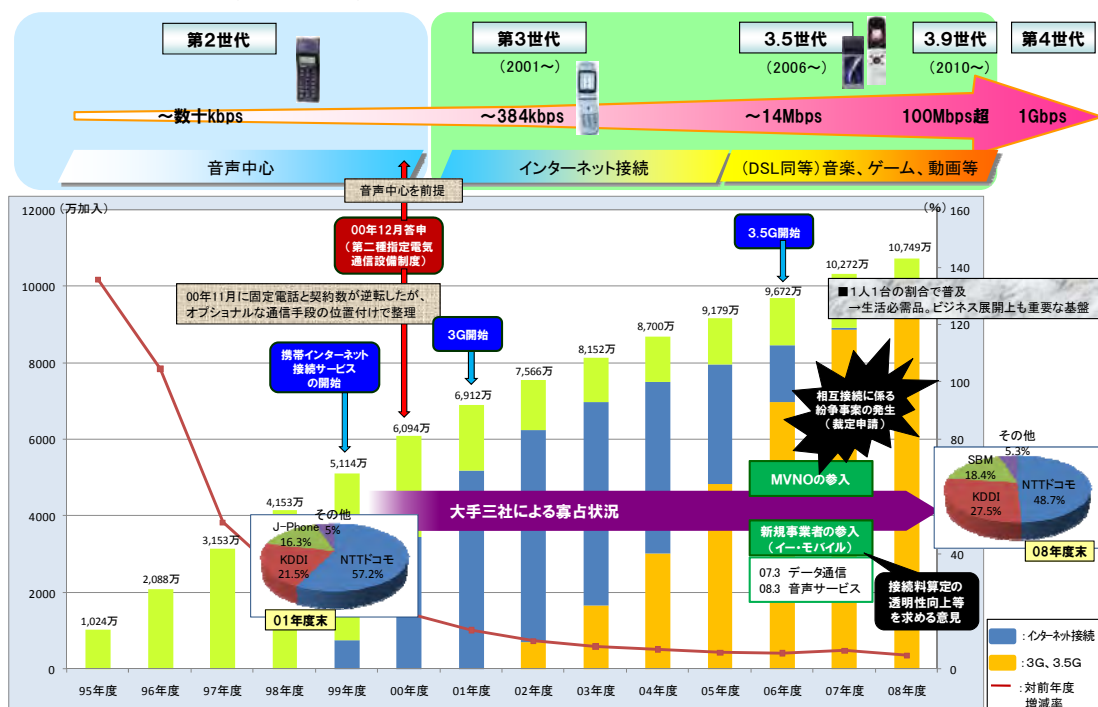 第2世代
第3世代
(2001～)
3.5世代
(2006～)
3.9世代
(2010～)
第4世代
～数十kbps
～384kbps
～14Mbps
100Mbps超
1Gbps
音声中心
インターネット接続
(DSL同等)音楽、ゲーム、動画等
音声中心を前提
12000
(万加入)
10000
8000
6000
4000
2000
0
(%)
160
140
120
100
80
40
0
00年12月答申
(第二種指定電気
通信設備制度)
3.5G開始
00年11月に固定電話と契約数が逆転したが、
オプショナルな通信手段の位置付けで整理
■1人1台の割合で普及
→生活必需品。ビジネス展開上も重要な基盤
3G開始
携帯インターネット
接続サービス
の開始
1,024万
2,088万
3,153万
4,153万
5,114万
6,094万
6,912万
7,566万
8,152万
8,700万
9,179万
9,672万
10,272万
10,749万
相互接続に係る
紛争事案の発生
(裁定申請)
MVNOの参入
大手三社による寡占状況
新規事業者の参入
(イー・モバイル)
07.3 データ通信
08.3 音声サービス
接続料算定の
透明性向上等
を求める意見
その他
5%
J-Phone
16.3%
KDDI
21.5%
NTTドコモ
57.2%
01年度末
その他
5.3%
SBM
18.4%
KDDI
27.5%
NTTドコモ
48.7%
08年度末
95年度
96年度
97年度
98年度
99年度
00年度
01年度
02年度
03年度
04年度
05年度
06年度
07年度
08年度
：インターネット接続
：3G、3.5G
：対前年度
増減率